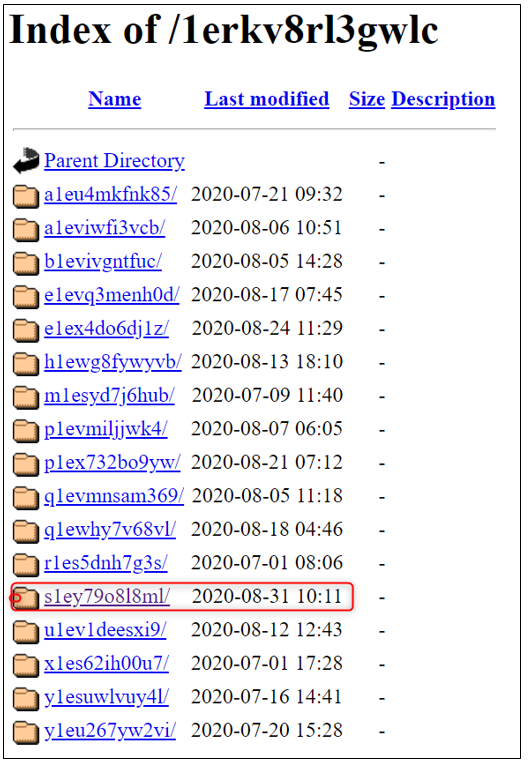 Index of /1erkv8rl3gwlc
Name Last modified Size Description
Parent Directory -
a1eu4mkfnk85/ 2020-07-21 09:32 -
a1eviwfi3vcb/ 2020-08-06 10:51 -
b1evivgntfuc/ 2020-08-05 14:28 -
e1evq3menh0d/ 2020-08-17 07:45 -
e1ex4do6dj1z/ 2020-08-24 11:29 -
h1ewg8fywyvb/ 2020-08-13 18:10 -
m1esyd7j6hub/ 2020-07-09 11:40 -
p1evmiljjwk4/ 2020-08-07 06:05 -
p1ex732bo9yw/ 2020-08-21 07:12 -
q1evmnsam369/ 2020-08-05 11:18 -
q1ewhy7v68vl/ 2020-08-18 04:46 -
r1es5dnh7g3s/ 2020-07-01 08:06 -
s1ey79o8l8ml/ 2020-08-31 10:11 -
u1ev1deesxi9/ 2020-08-12 12:43 -
x1es62ih00u7/ 2020-07-01 17:28 -
y1esuwlvuy4l/ 2020-07-16 14:41 -
y1eu267yw2vi/ 2020-07-20 15:28 -